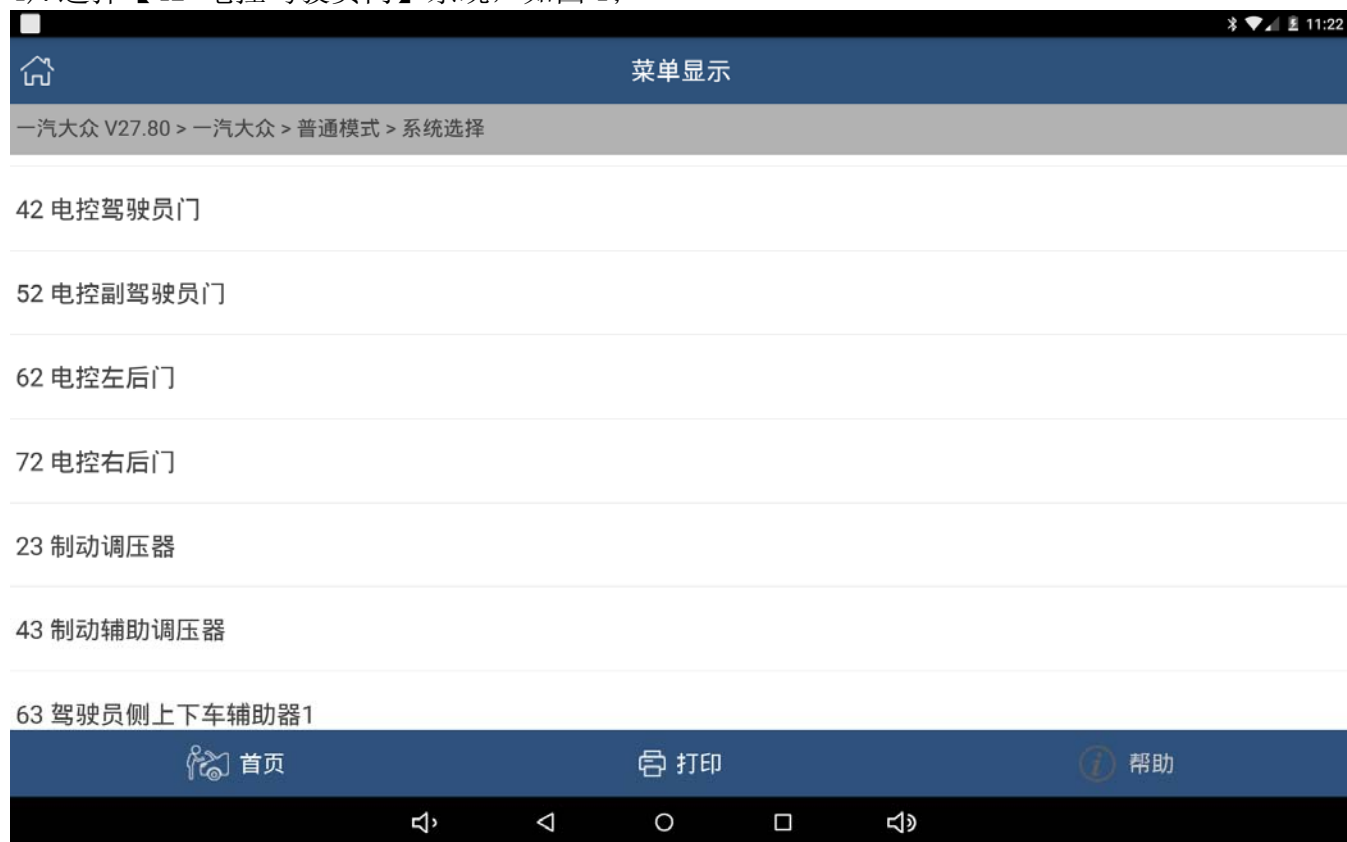 11:22
菜单显示
一汽大众 V27.80 > 一汽大众 > 普通模式 > 系统选择
42 电控驾驶员门
52 电控副驾驶员门
62 电控左后门
72 电控右后门
23 制动调压器
43 制动辅助调压器
63 驾驶员侧上下车辅助器1
首页 打印 帮助